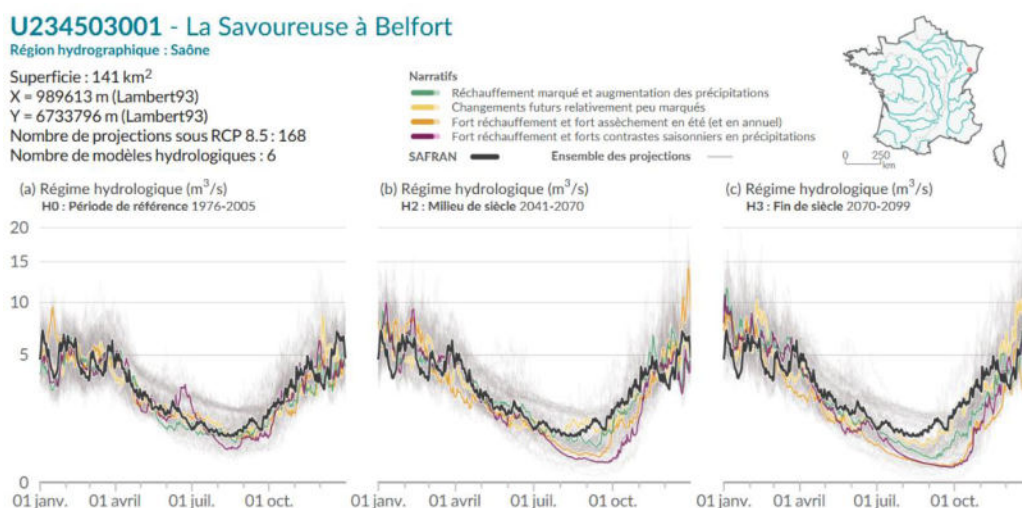 U234503001 - La Savoureuse à Belfort
Région hydrographique : Saône
Superficie : 141 km²
X = 989613 m (Lambert93)
Y = 6733796 m (Lambert93)
Nombre de projections sous RCP 8.5 : 168
Nombre de modèles hydrologiques : 6
Narratifs
Réchauffement marqué et augmentation des précipitations
Changements futurs relativement peu marqués
Fort réchauffement et fort assèchement en été (et en annuel)
Fort réchauffement et forts contrastes saisonniers en précipitations
SAFRAN Ensemble des projections
0 250
km
(a) Régime hydrologique (m³/s)
H0 : Période de référence 1976-2005
(b) Régime hydrologique (m³/s)
H2 : Milieu de siècle 2041-2070
(c) Régime hydrologique (m³/s)
H3 : Fin de siècle 2070-2099
20
15
10
5
0
01 janv. 01 avril 01 juil. 01 oct.
01 janv. 01 avril 01 juil. 01 oct.
01 janv. 01 avril 01 juil. 01 oct.